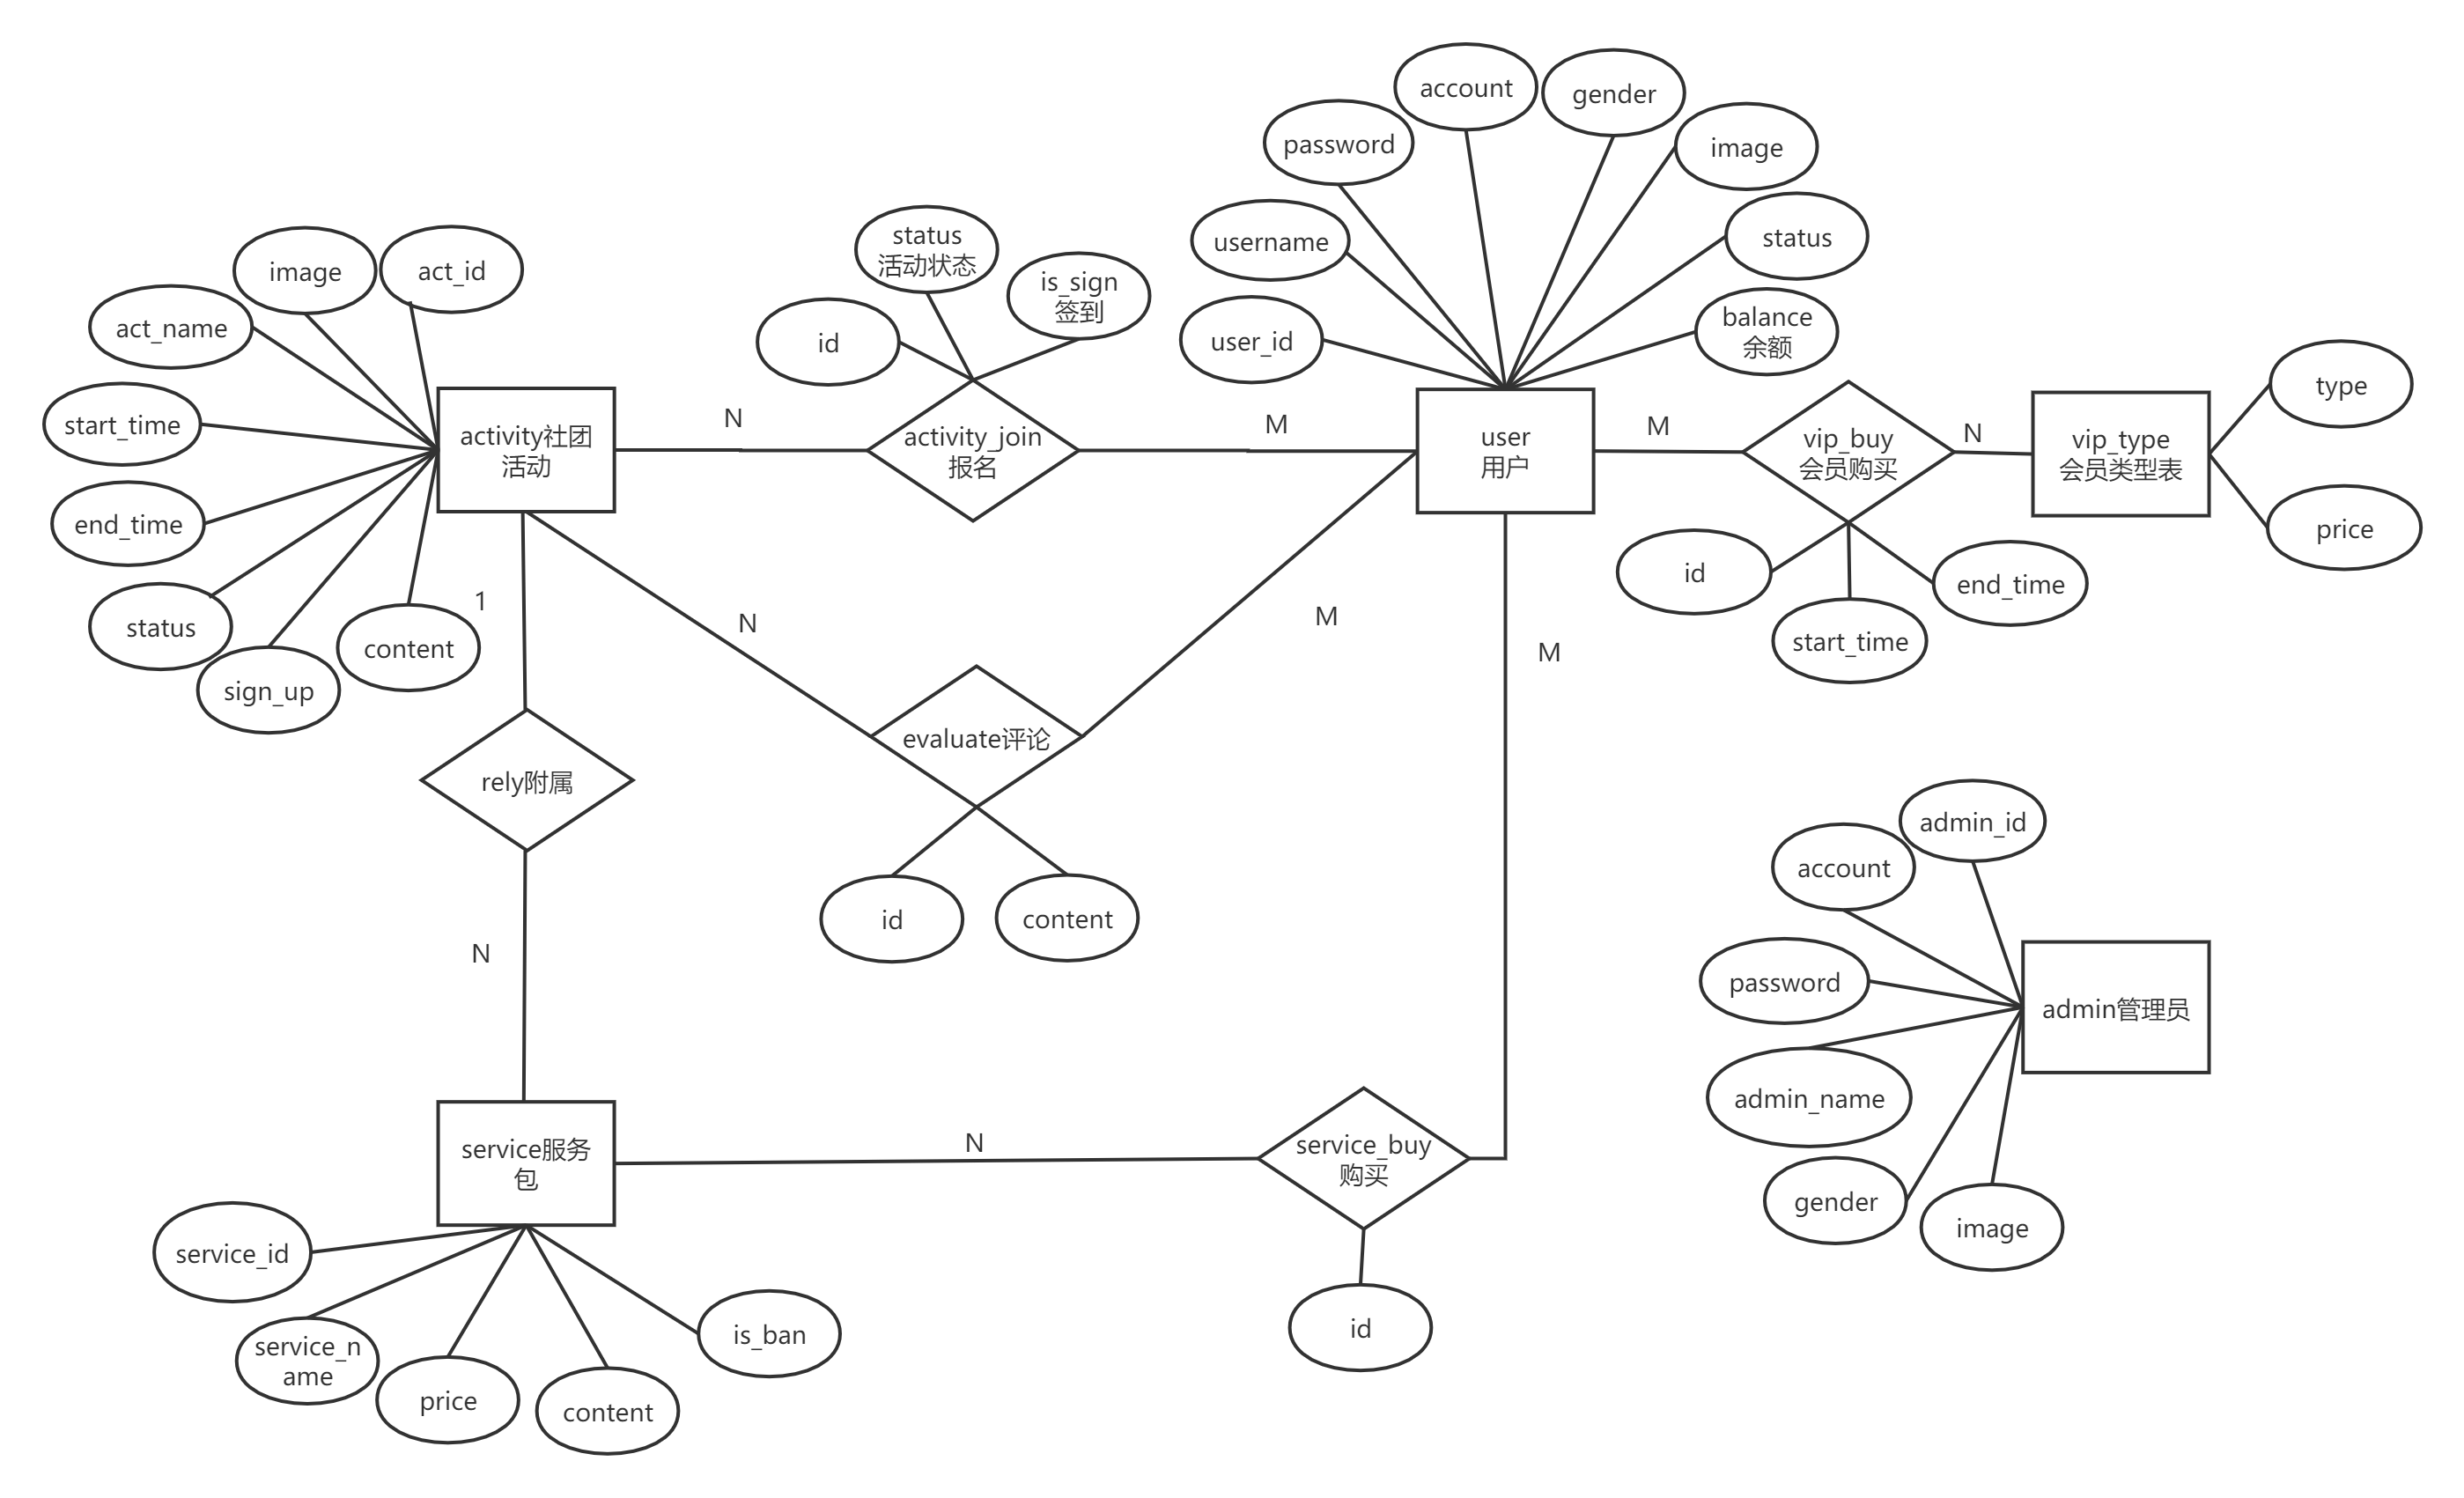 account
gender
password
image
username
status
user_id
balance
余额
status
活动状态
is_sign
签到
id
image
act_id
act_name
start_time
end_time
status
sign_up
content
activity社团
活动
N
activity_join
报名
M
user
用户
M
vip_buy
会员购买
N
vip_type
会员类型表
type
price
id
start_time
end_time
1
N
M
M
rely附属
evaluate评论
id
content
N
admin_id
account
password
admin_name
gender
image
admin管理员
service服务
包
N
service_buy
购买
id
service_id
service_n
ame
price
content
is_ban